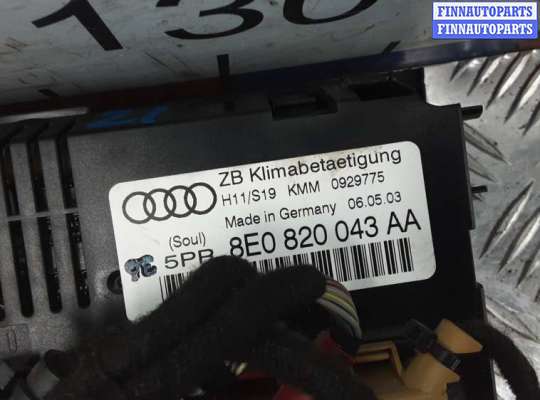 FINNAUTOPARTS
FINNAUTOPARTS
130
ZB Klimabetaetigung
H11/S19 KMM 0929775
Made in Germany 06.05.03
(Soul)
5PR 8E0 820 043 AA